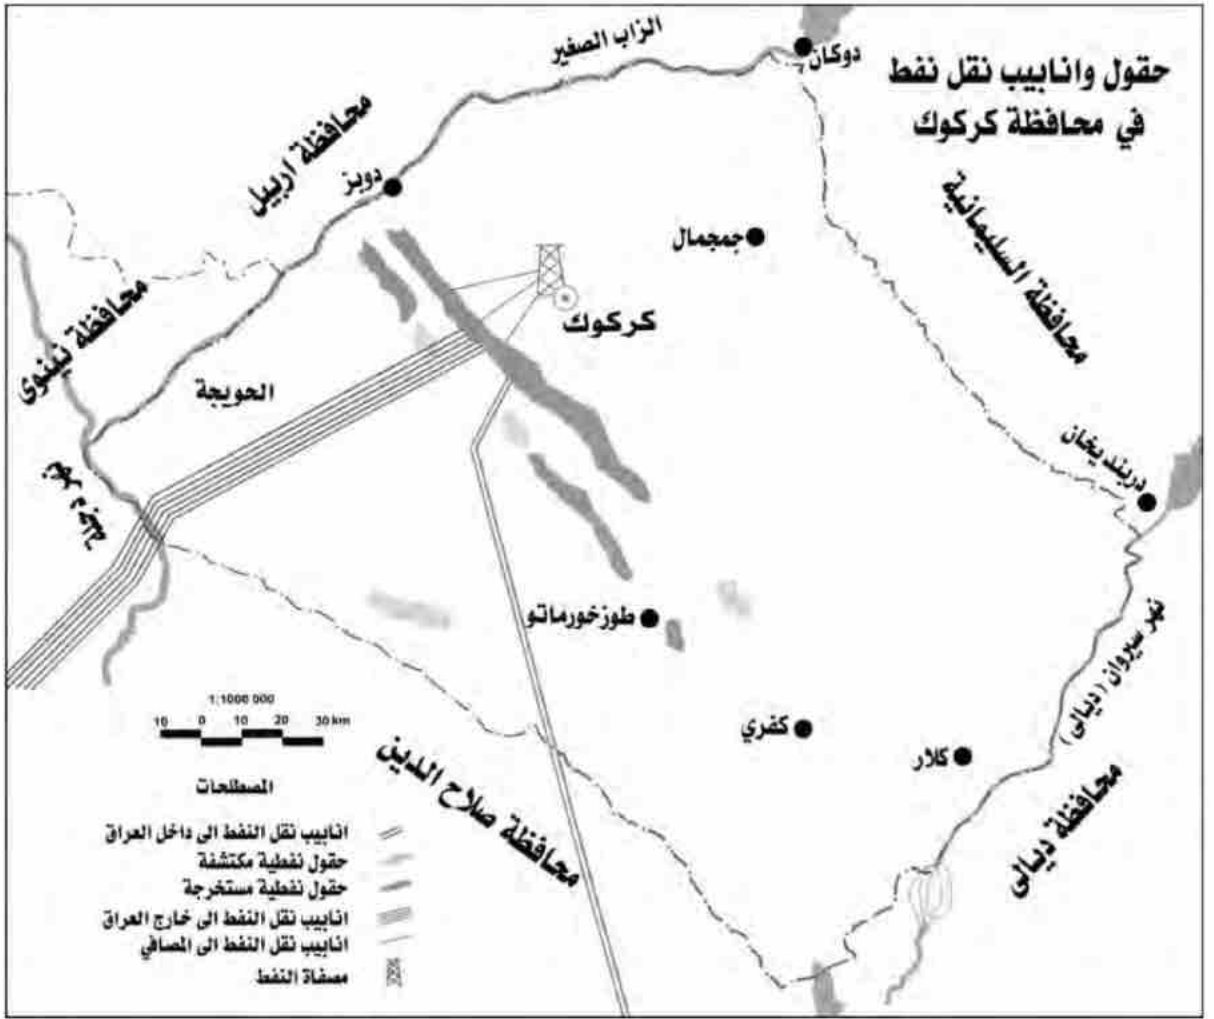 حقول وانابيب نقل نفط
في محافظة كركوك
الزاب الصغير
دوكان
محافظة اربيل
دوبز
جمجمال
محافظة السليمانية
كركوك
محافظة نينوى
الحويجة
دربنديخان
نهر دجلة
طوزخورماتو
نهر سيروان (ديالى)
كفري
كلار
محافظة صلاح الدين
محافظة ديالى
1:1000 000
10 0 10 20 30 km
المصطلحات
انابيب نقل النفط الى داخل العراق
حقول نفطية مكتشفة
حقول نفطية مستخرجة
انابيب نقل النفط الى خارج العراق
انابيب نقل النفط الى المصافي
مصفاة النفط